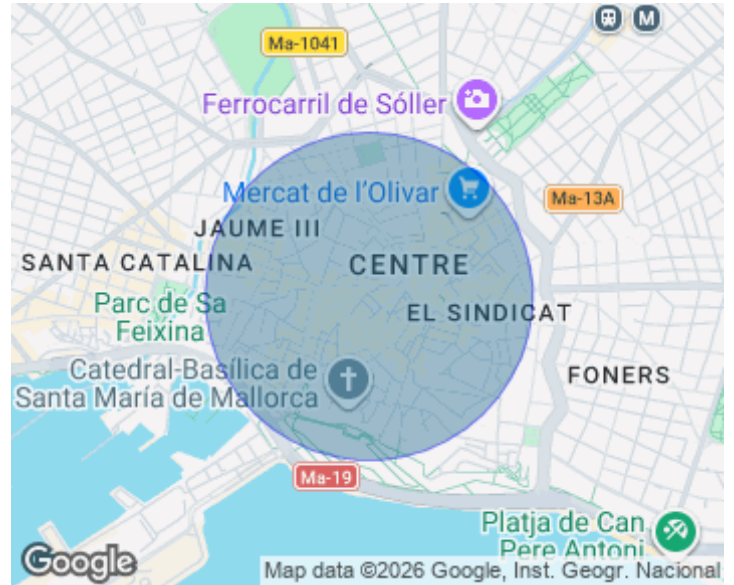 M
Ma-1041
Ferrocarril de Sóller
Mercat de l'Olivar
Ma-13A
JAUME III
SANTA CATALINA
CENTRE
Parc de Sa
Feixina
EL SINDICAT
Catedral-Basílica de
Santa María de Mallorca
FONERS
Ma-19
Platja de Can
Pere Antoni
Google
Map data ©2026 Google, Inst. Geogr. Nacional